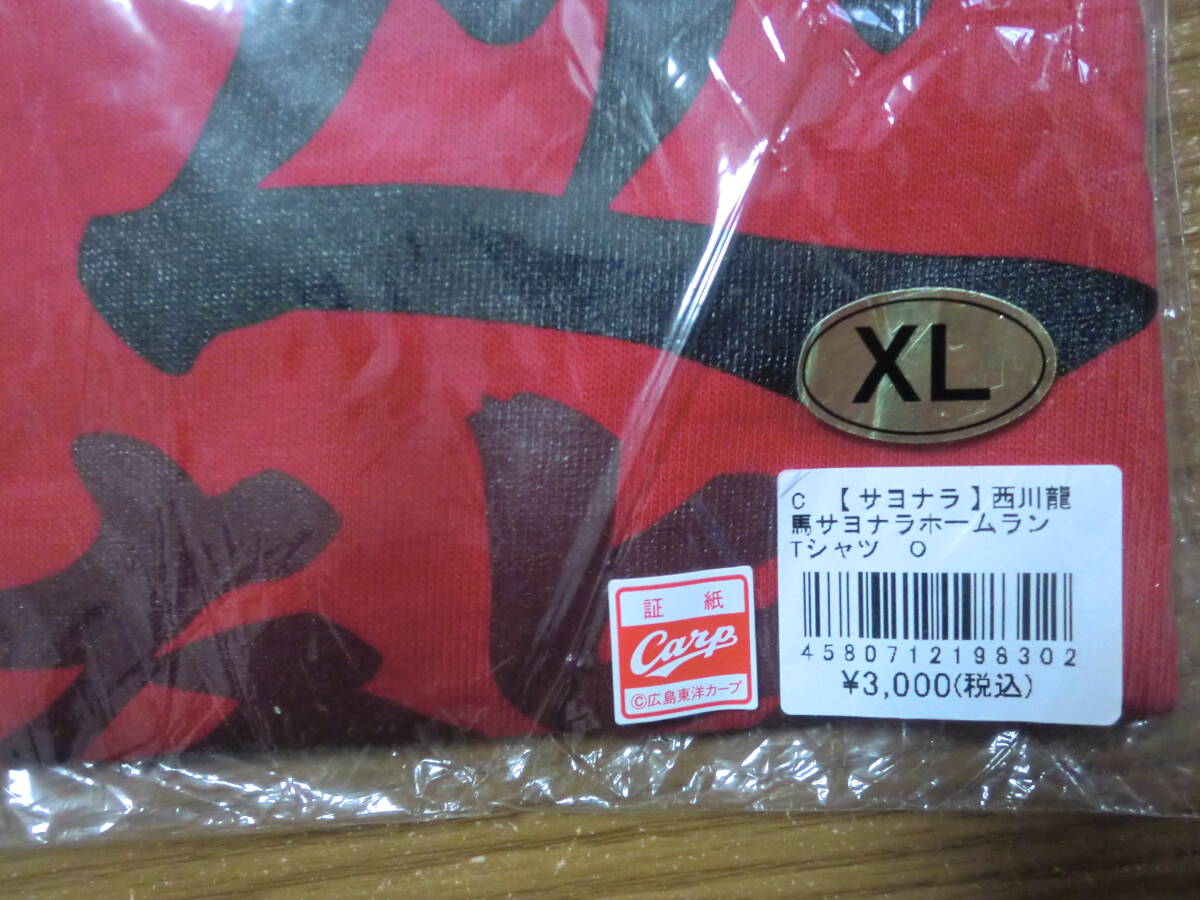 XL
C 【サヨナラ】西川龍
馬サヨナラホームラン
Tシャツ O
4580712198302
¥3,000(税込)
証 紙
Carp
©広島東洋カープ